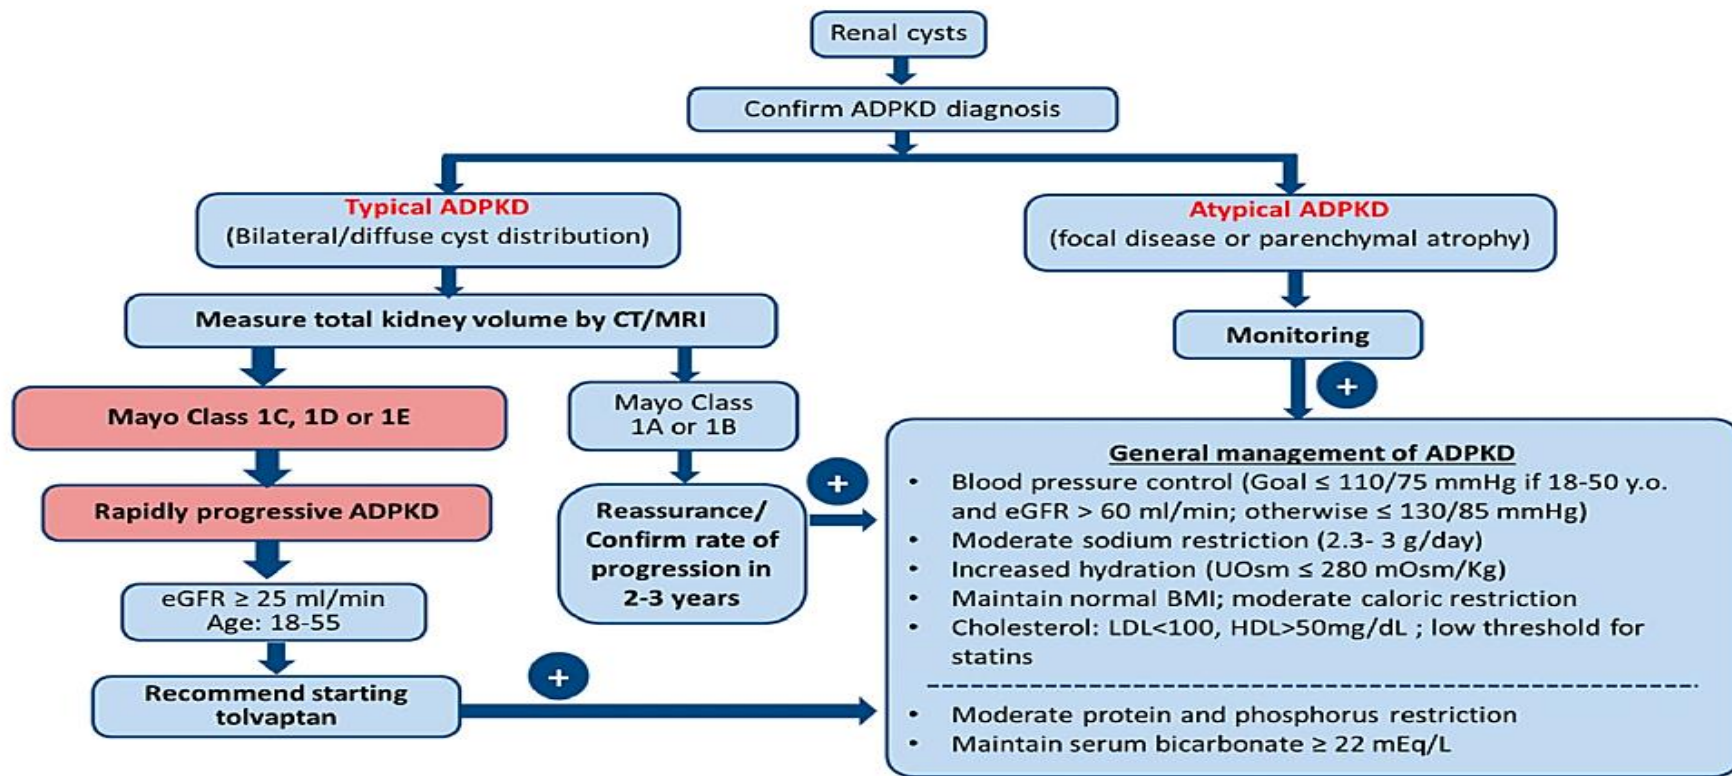 Renal cysts
Confirm ADPKD diagnosis
Typical ADPKD
(Bilateral/diffuse cyst distribution)
Atypical ADPKD
(focal disease or parenchymal atrophy)
Measure total kidney volume by CT/MRI
Monitoring
+
Mayo Class 1C, 1D or 1E
Mayo Class
1A or 1B
Rapidly progressive ADPKD
Reassurance/
Confirm rate of
progression in
2-3 years
+
eGFR ≥ 25 ml/min
Age: 18-55
Recommend starting
tolvaptan
+
General management of ADPKD
• Blood pressure control (Goal ≤ 110/75 mmHg if 18-50 y.o.
and eGFR > 60 ml/min; otherwise ≤ 130/85 mmHg)
• Moderate sodium restriction (2.3- 3 g/day)
• Increased hydration (UOsm ≤ 280 mOsm/Kg)
• Maintain normal BMI; moderate caloric restriction
• Cholesterol: LDL<100, HDL>50mg/dL ; low threshold for
statins
• Moderate protein and phosphorus restriction
• Maintain serum bicarbonate ≥ 22 mEq/L